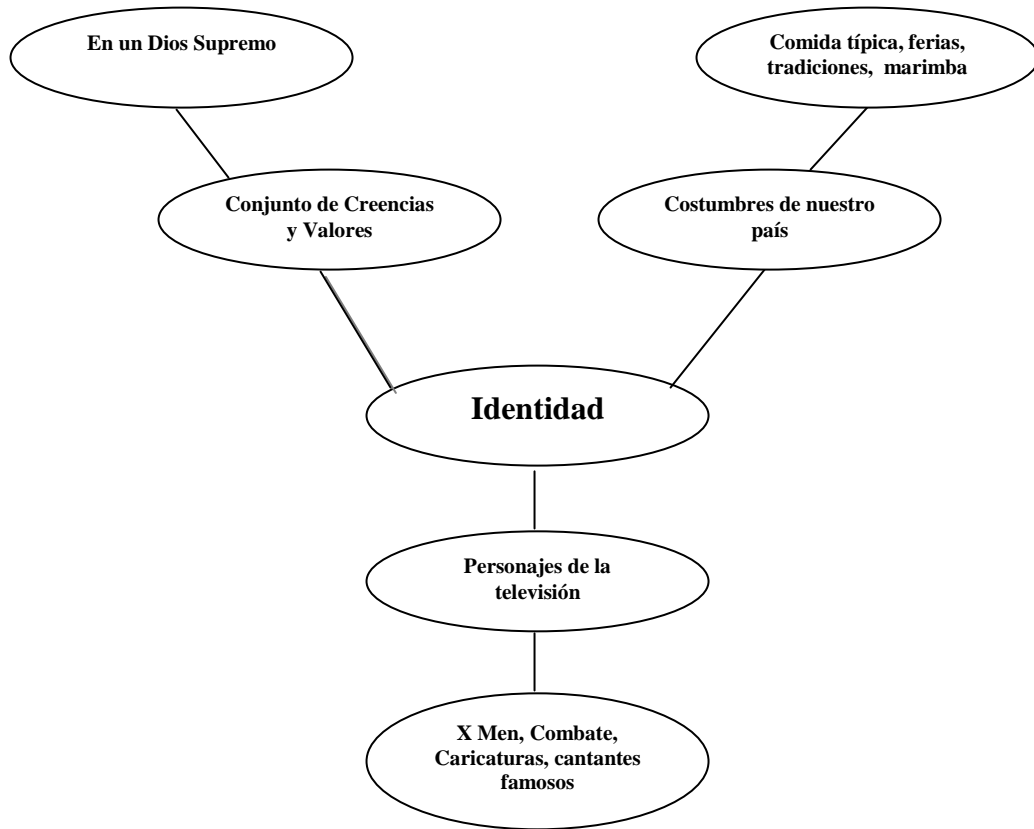 En un Dios Supremo
Comida típica, ferias,
tradiciones, marimba
Conjunto de Creencias
y Valores
Costumbres de nuestro
país
Identidad
Personajes de la
televisión
X Men, Combate,
Caricaturas, cantantes
famosos